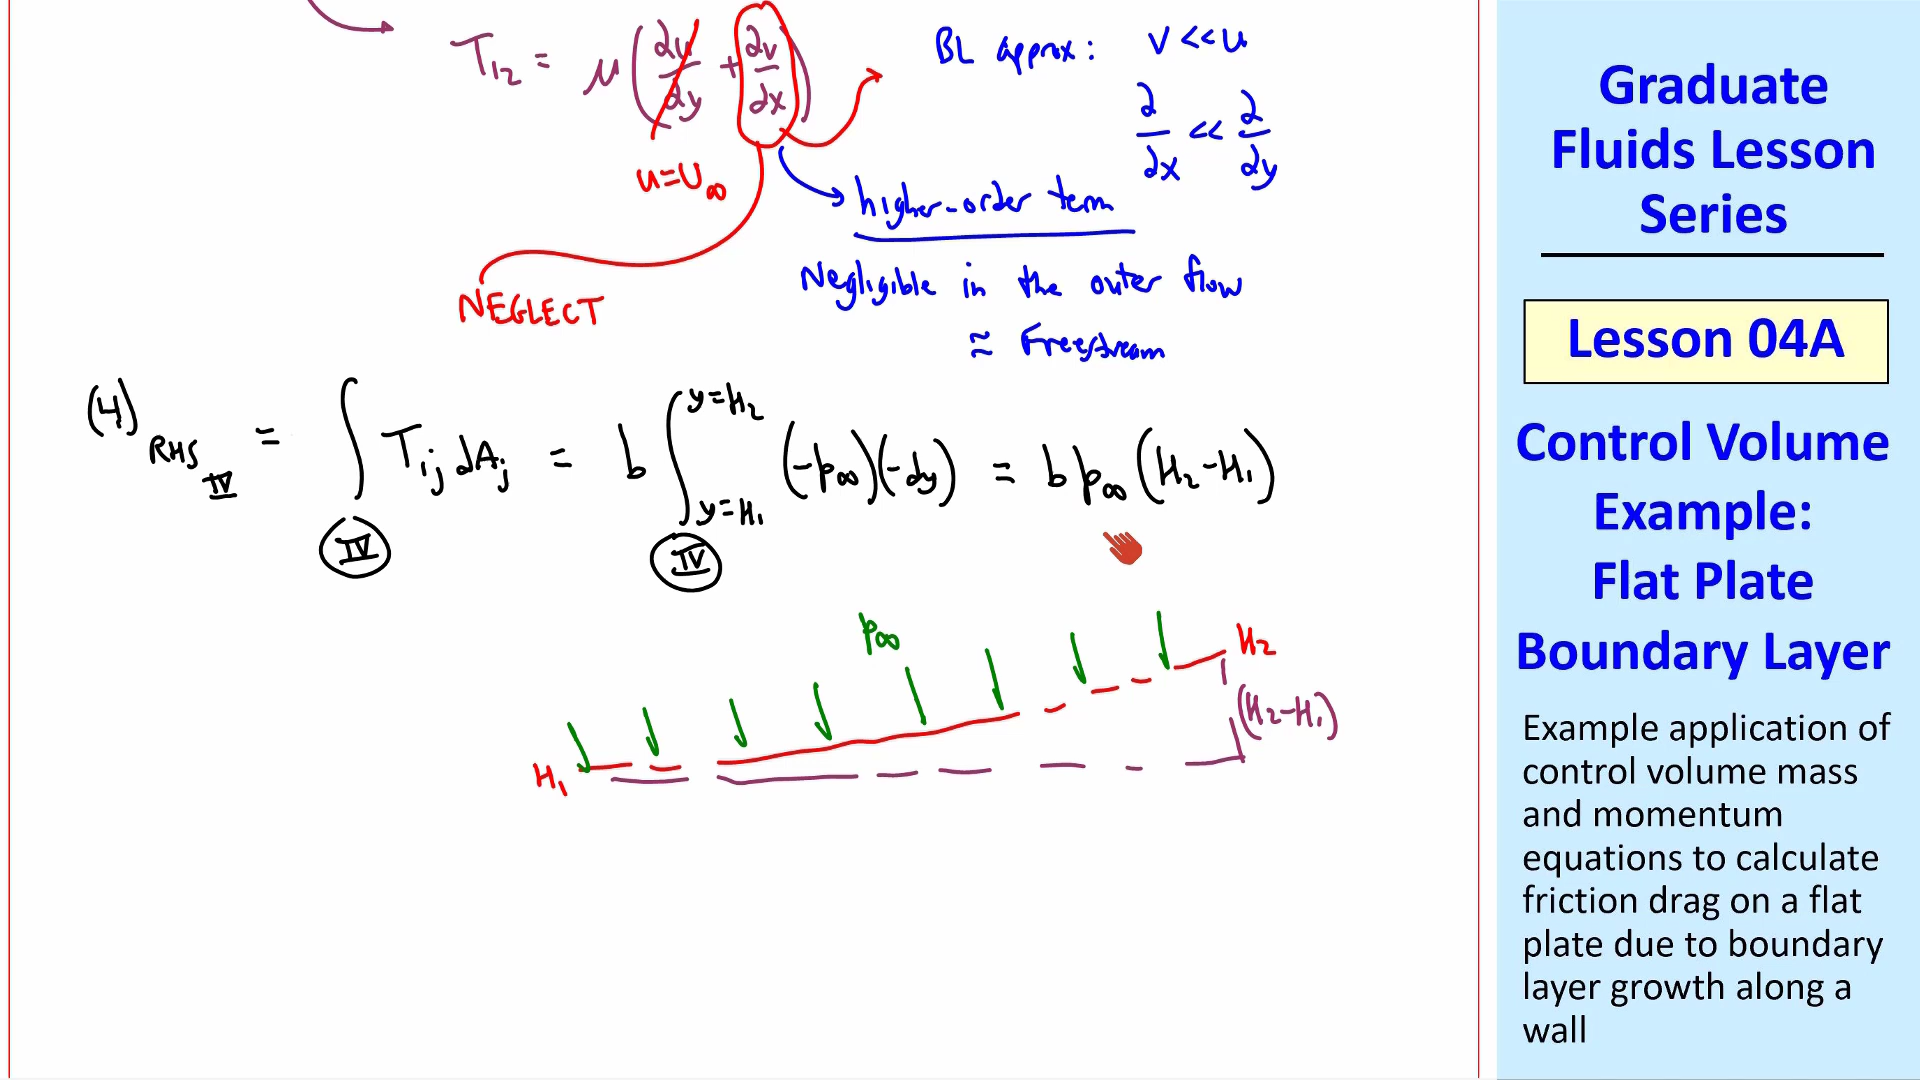 T₁₂ = μ(∂u/∂y + ∂v/∂x)
BL approx: v << u
∂/∂x << ∂/∂y
u=U∞
higher-order term
NEGLECT
Negligible in the outer flow
≈ Freestream
(4) RHS IV = ∫ Tij dAj = b ∫ y=H₁ y=H₂ (-p∞)(-dy) = b p∞ (H₂-H₁)
IV IV
p∞
H₂
(H₂-H₁)
H₁
Graduate
Fluids Lesson
Series
Lesson 04A
Control Volume
Example:
Flat Plate
Boundary Layer
Example application of
control volume mass
and momentum
equations to calculate
friction drag on a flat
plate due to boundary
layer growth along a
wall